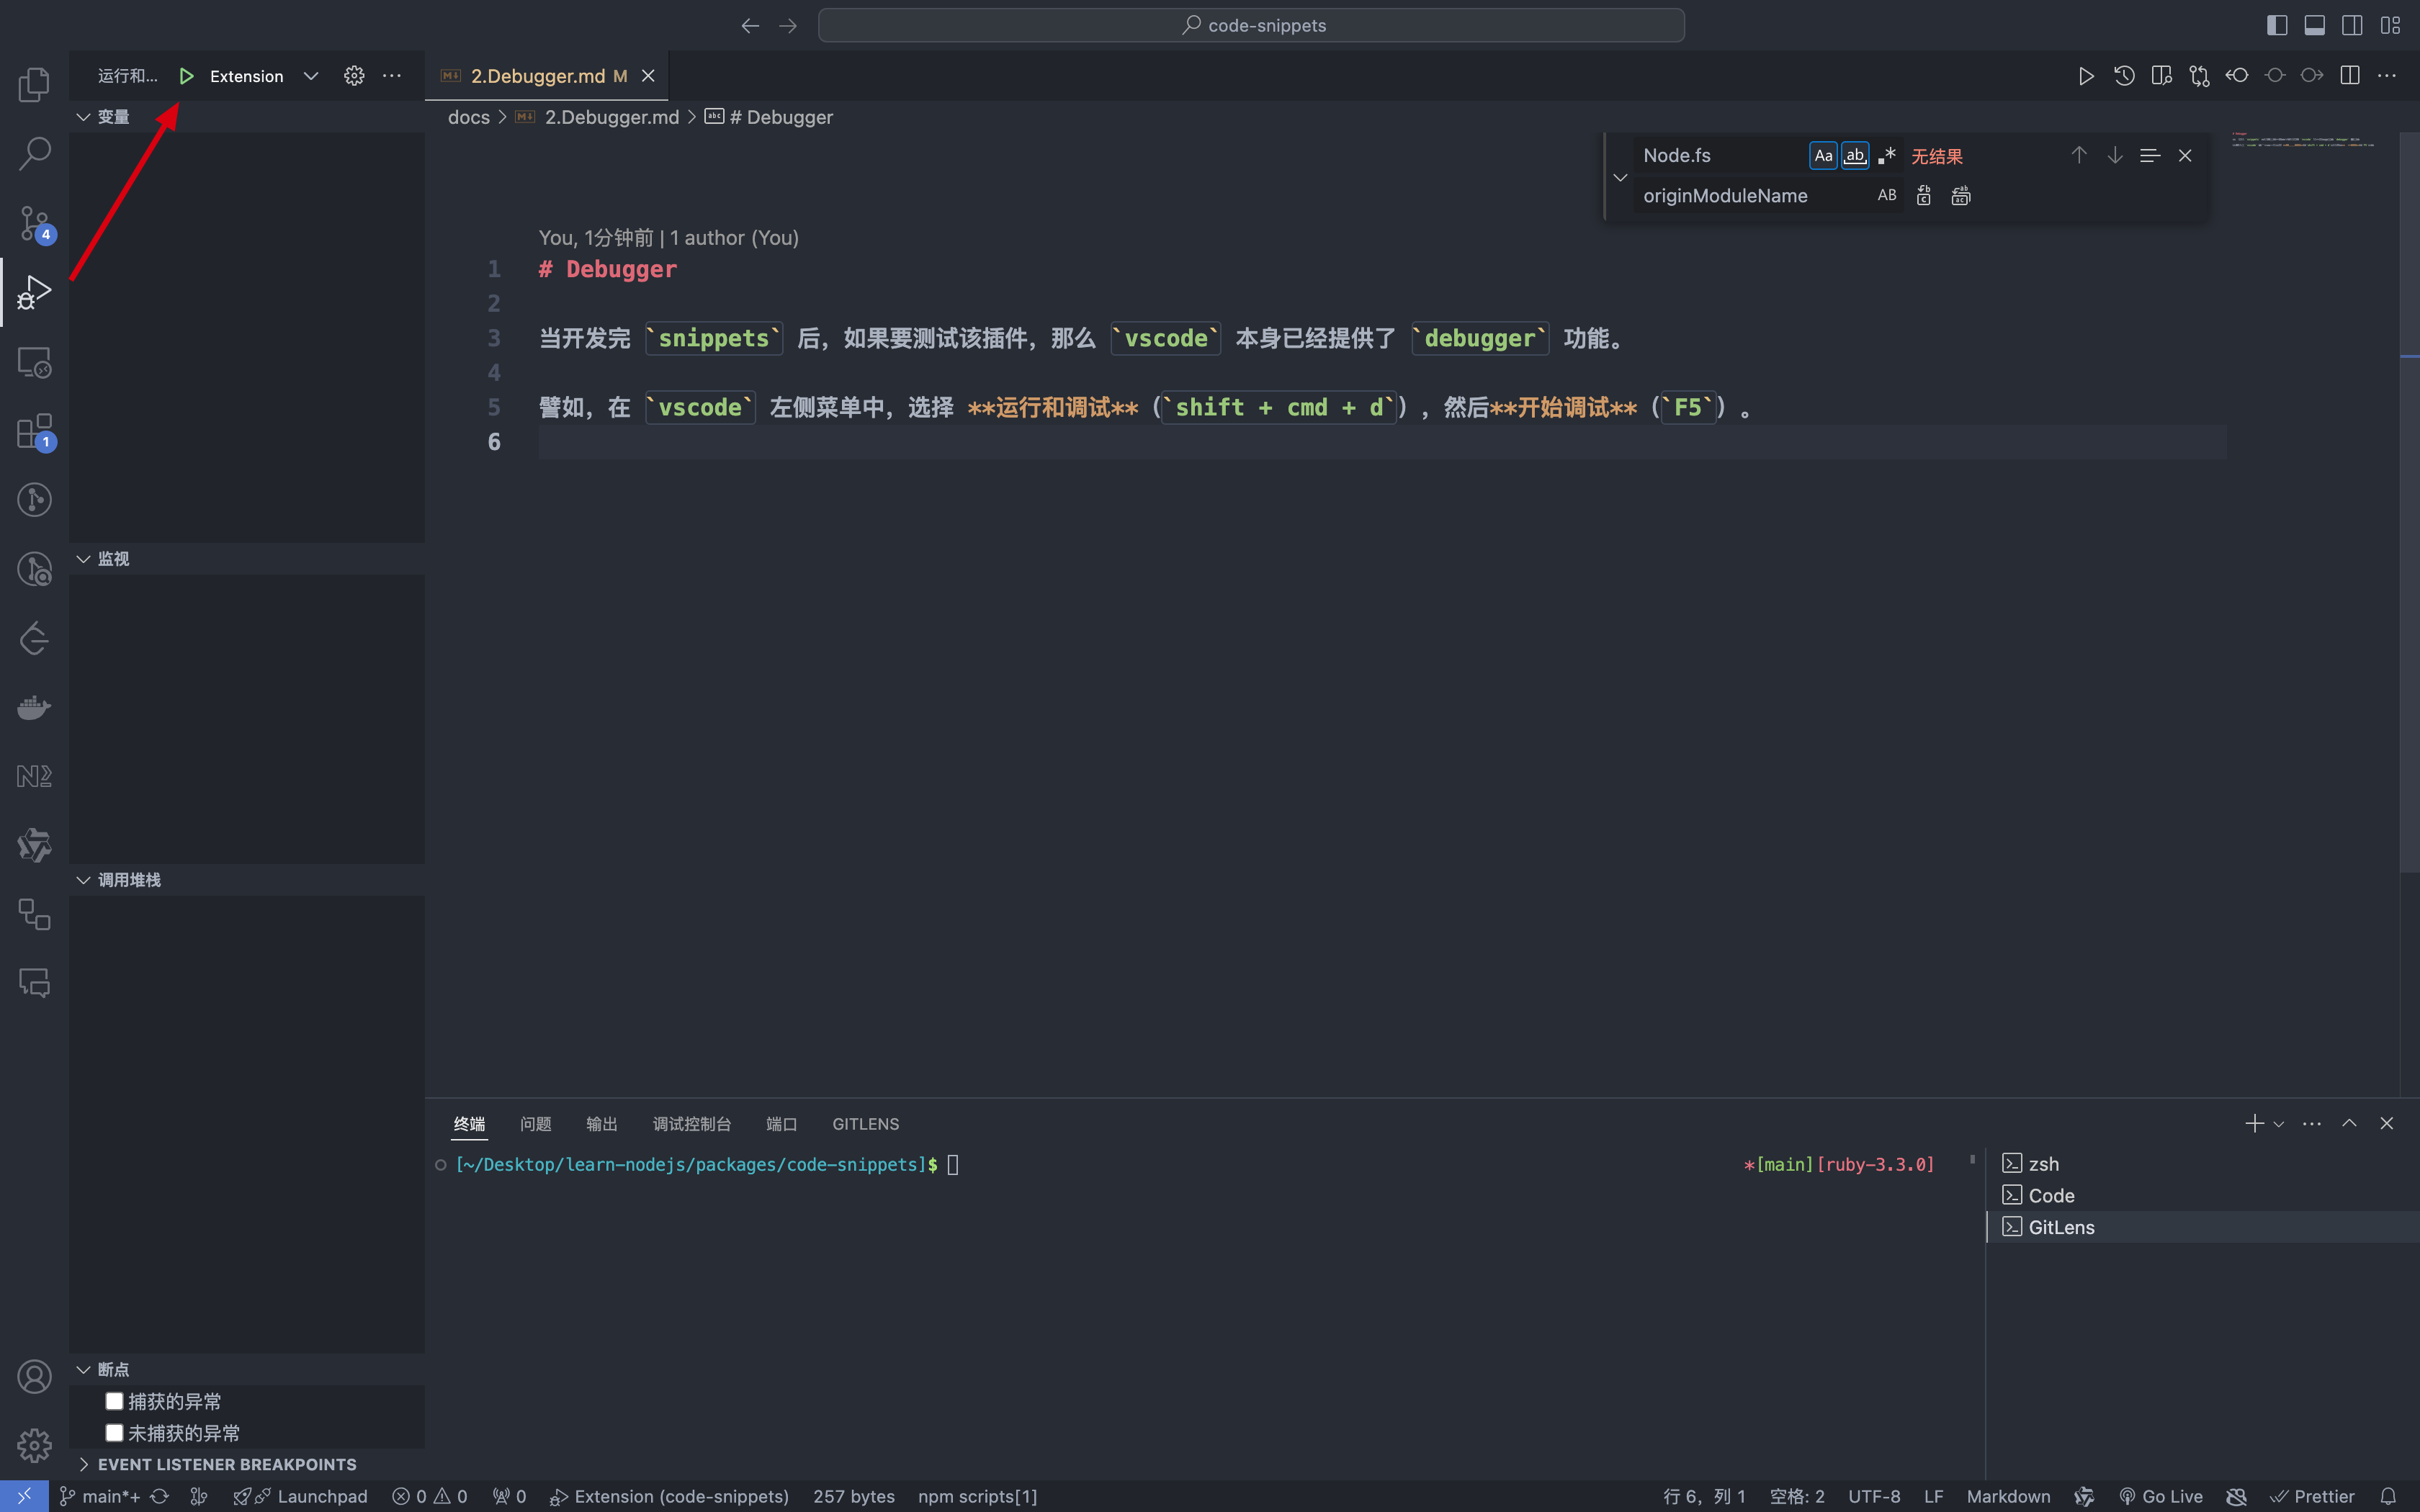 code-snippets
运行和... Extension
2.Debugger.md M
变量
docs > 2.Debugger.md > # Debugger
Node.fs Aa ab .* 无结果
originModuleName AB
4
1
You, 1分钟前 | 1 author (You)
1 # Debugger
2
3 当开发完 `snippets` 后，如果要测试该插件，那么 `vscode` 本身已经提供了 `debugger` 功能。
4
5 譬如，在 `vscode` 左侧菜单中，选择 **运行和调试**（`shift + cmd + d`），然后**开始调试**（`F5`）。
6
监视
调用堆栈
断点
捕获的异常
未捕获的异常
EVENT LISTENER BREAKPOINTS
终端 问题 输出 调试控制台 端口 GITLENS
[~/Desktop/learn-nodejs/packages/code-snippets]$ *[main][ruby-3.3.0]
zsh
Code
GitLens
main*+ Launchpad 0 0 0 Extension (code-snippets) 257 bytes npm scripts[1] 行 6，列 1 空格: 2 UTF-8 LF Markdown Go Live Prettier